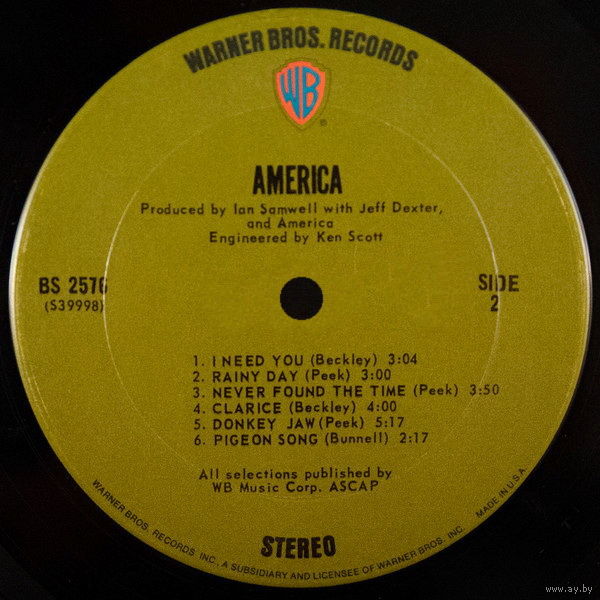 WARNER BROS. RECORDS
WB
®
AMERICA
Produced by Ian Samwell with Jeff Dexter,
and America
Engineered by Ken Scott
BS 2576
(S39998)
SIDE
2
1. I NEED YOU (Beckley) 3:04
2. RAINY DAY (Peek) 3:00
3. NEVER FOUND THE TIME (Peek) 3:50
4. CLARICE (Beckley) 4:00
5. DONKEY JAW (Peek) 5:17
6. PIGEON SONG (Bunnell) 2:17
All selections published by
WB Music Corp. ASCAP
STEREO
WARNER BROS. RECORDS INC., A SUBSIDIARY AND LICENSEE OF WARNER BROS. INC. MADE IN U.S.A.
www.ay.by